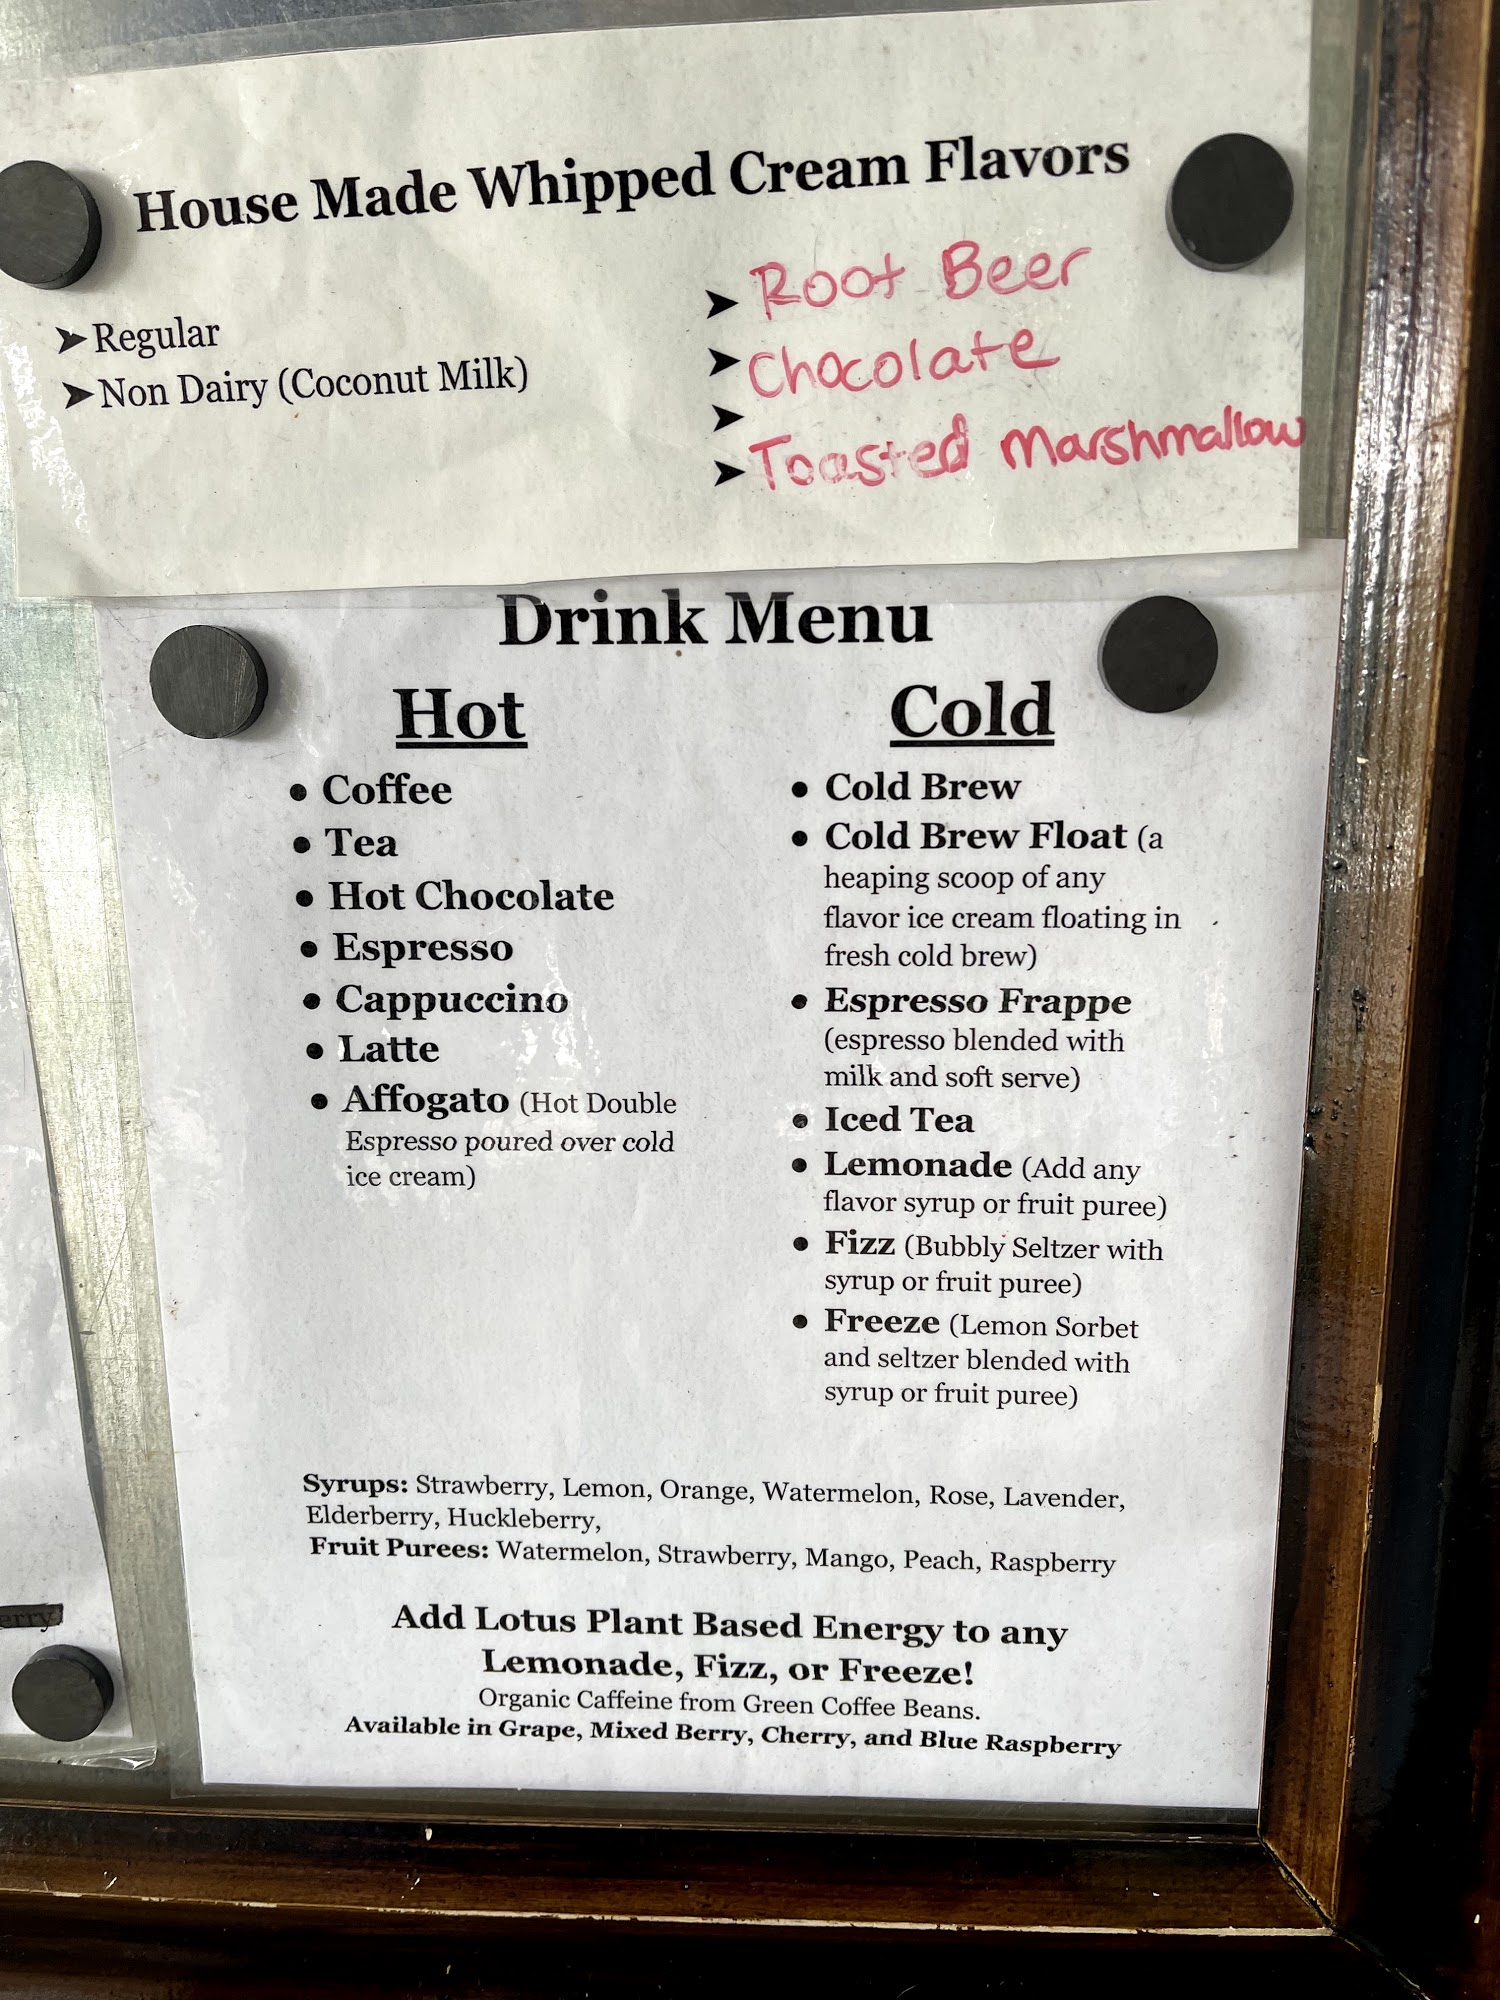 House Made Whipped Cream Flavors
➤ Regular
➤ Non Dairy (Coconut Milk)
➤ Root Beer
➤ Chocolate
➤
➤ Toasted Marshmallow
Drink Menu
Hot
• Coffee
• Tea
• Hot Chocolate
• Espresso
• Cappuccino
• Latte
• Affogato (Hot Double
Espresso poured over cold
ice cream)
Cold
• Cold Brew
• Cold Brew Float (a
heaping scoop of any
flavor ice cream floating in
fresh cold brew)
• Espresso Frappe
(espresso blended with
milk and soft serve)
• Iced Tea
• Lemonade (Add any
flavor syrup or fruit puree)
• Fizz (Bubbly Seltzer with
syrup or fruit puree)
• Freeze (Lemon Sorbet
and seltzer blended with
syrup or fruit puree)
Syrups: Strawberry, Lemon, Orange, Watermelon, Rose, Lavender,
Elderberry, Huckleberry,
Fruit Purees: Watermelon, Strawberry, Mango, Peach, Raspberry
Add Lotus Plant Based Energy to any
Lemonade, Fizz, or Freeze!
Organic Caffeine from Green Coffee Beans.
Available in Grape, Mixed Berry, Cherry, and Blue Raspberry